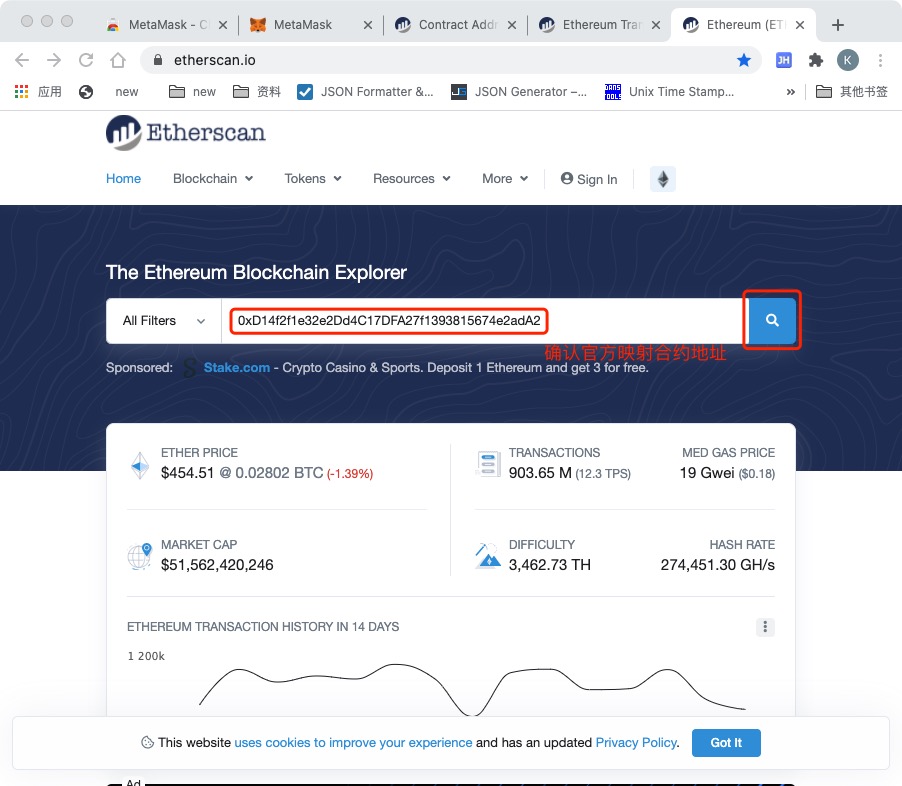 MetaMask - C
MetaMask
Contract Addr
Ethereum Tran
Ethereum (ET
etherscan.io
JH
K
应用
new
new
资料
JSON Formatter &...
JSON Generator –...
Unix Time Stamp...
»
其他书签
Etherscan
Home
Blockchain
Tokens
Resources
More
Sign In
The Ethereum Blockchain Explorer
All Filters
0xD14f2f1e32e2Dd4C17DFA27f1393815674e2adA2
确认官方映射合约地址
Sponsored: Stake.com - Crypto Casino & Sports. Deposit 1 Ethereum and get 3 for free.
ETHER PRICE
$454.51 @ 0.02802 BTC (-1.39%)
TRANSACTIONS
903.65 M (12.3 TPS)
MED GAS PRICE
19 Gwei ($0.18)
MARKET CAP
$51,562,420,246
DIFFICULTY
3,462.73 TH
HASH RATE
274,451.30 GH/s
ETHEREUM TRANSACTION HISTORY IN 14 DAYS
1 200k
This website uses cookies to improve your experience and has an updated Privacy Policy.
Got It
Ad